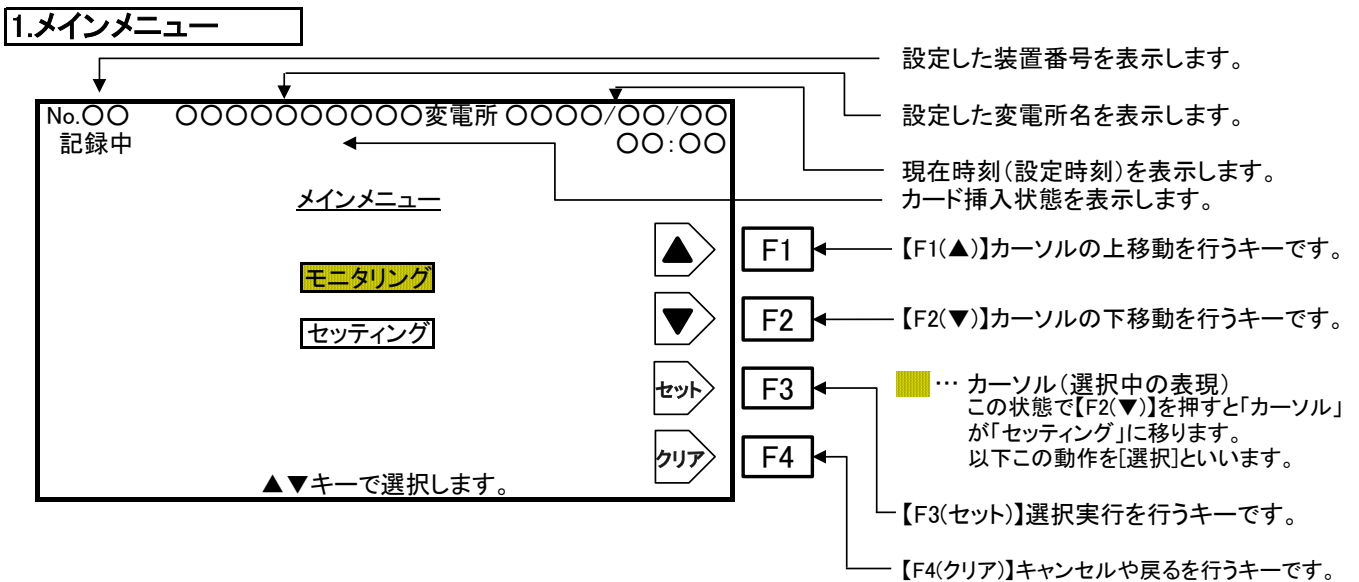 1.メインメニュー
設定した装置番号を表示します。
No.〇〇 〇〇〇〇〇〇〇〇〇〇変電所 〇〇〇〇/〇〇/〇〇
設定した変電所名を表示します。
記録中 〇〇:〇〇
現在時刻(設定時刻)を表示します。
カード挿入状態を表示します。
メインメニュー
▲ F1 【F1(▲)】カーソルの上移動を行うキーです。
モニタリング
▼ F2 【F2(▼)】カーソルの下移動を行うキーです。
セッティング
セット F3 … カーソル(選択中の表現)
この状態で【F2(▼)】を押すと「カーソル」
が「セッティング」に移ります。
以下この動作を[選択]といいます。
クリア F4
▲▼キーで選択します。
【F3(セット)】選択実行を行うキーです。
【F4(クリア)】キャンセルや戻るを行うキーです。